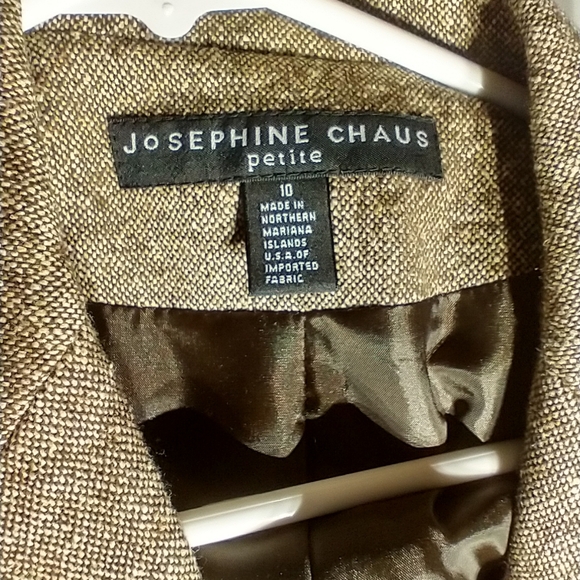 JoSEPHINE CHAUS
petite
10
MADE IN
NORTHERN
MARIANA
ISLANDS
U.S.A.OF
IMPORTED
FABRIC